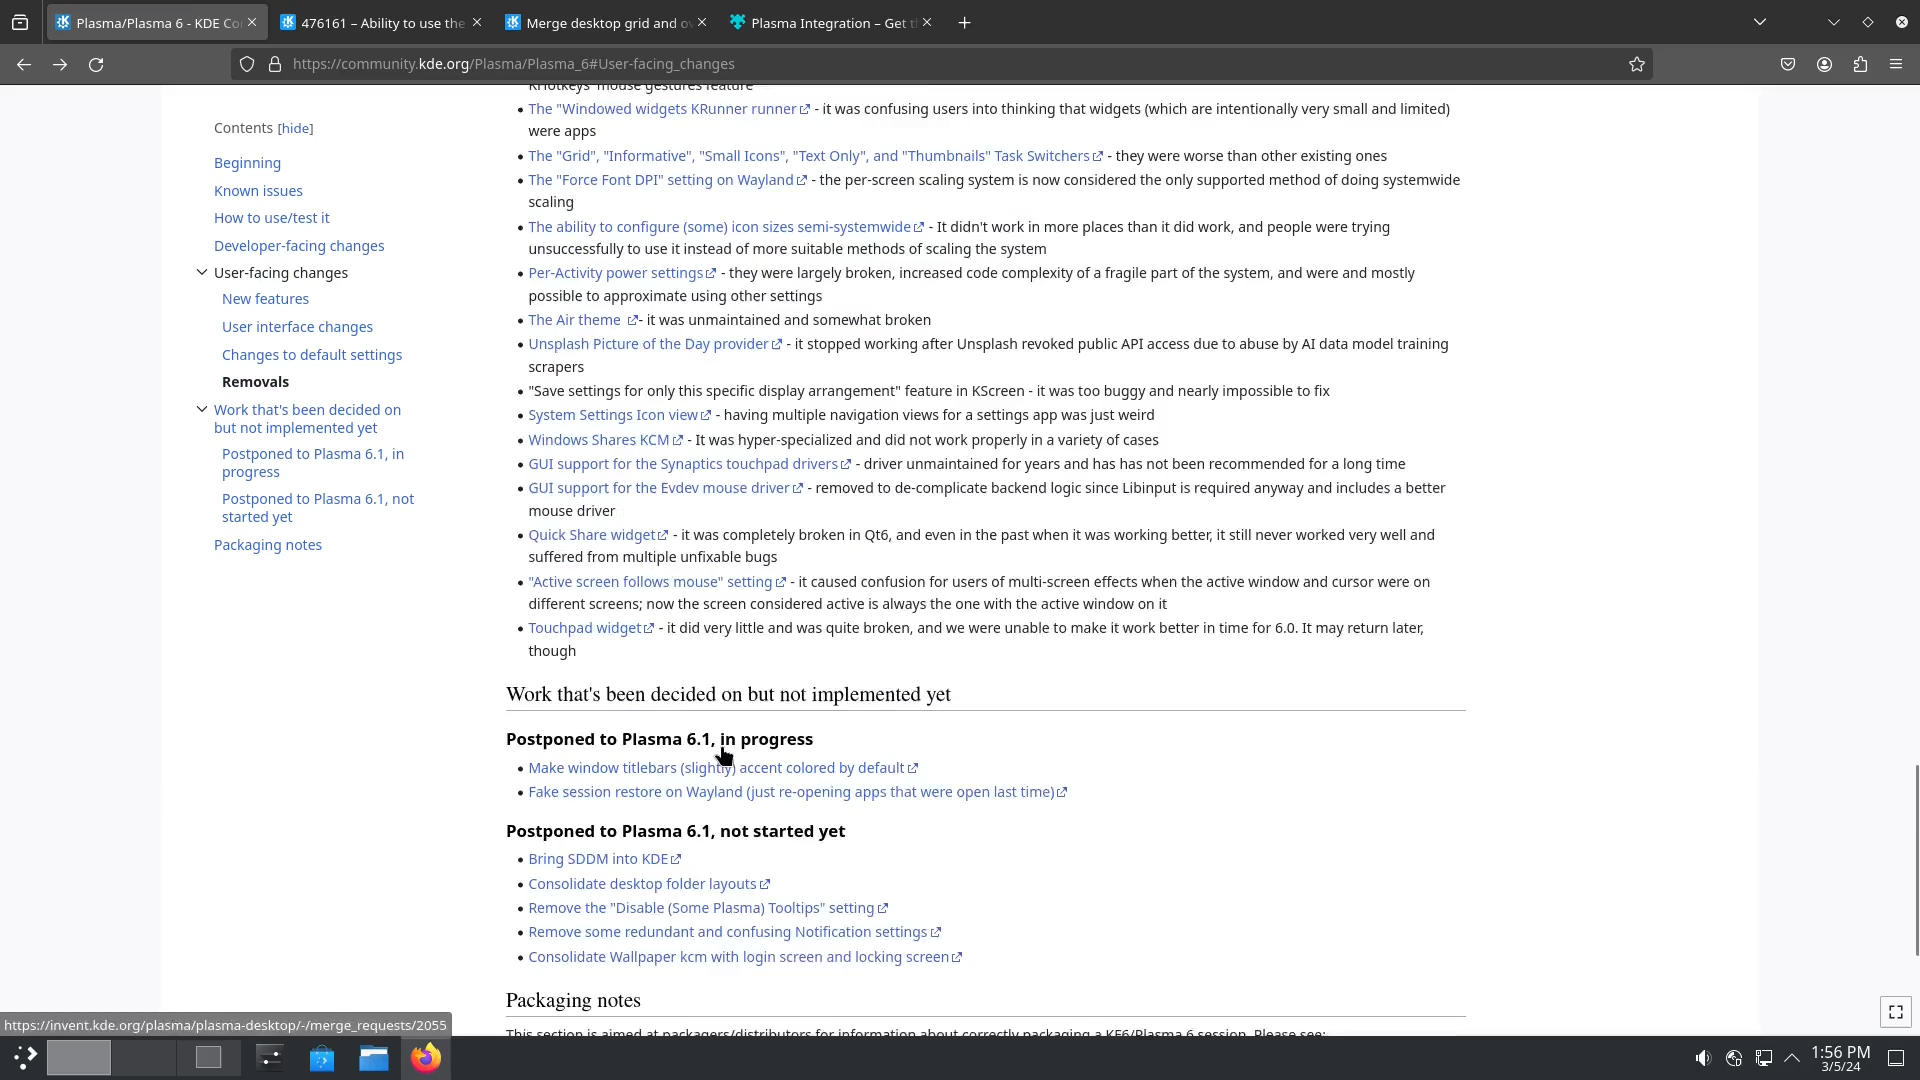 Plasma/Plasma 6 - KDE Co
476161 – Ability to use the
Merge desktop grid and ov
Plasma Integration – Get t
https://community.kde.org/Plasma/Plasma_6#User-facing_changes
Contents [hide]
Beginning
Known issues
How to use/test it
Developer-facing changes
User-facing changes
New features
User interface changes
Changes to default settings
Removals
Work that's been decided on
but not implemented yet
Postponed to Plasma 6.1, in
progress
Postponed to Plasma 6.1, not
started yet
Packaging notes
KHotkeys' mouse gestures feature
• The "Windowed widgets KRunner runner - it was confusing users into thinking that widgets (which are intentionally very small and limited)
were apps
• The "Grid", "Informative", "Small Icons", "Text Only", and "Thumbnails" Task Switchers - they were worse than other existing ones
• The "Force Font DPI" setting on Wayland - the per-screen scaling system is now considered the only supported method of doing systemwide
scaling
• The ability to configure (some) icon sizes semi-systemwide - It didn't work in more places than it did work, and people were trying
unsuccessfully to use it instead of more suitable methods of scaling the system
• Per-Activity power settings - they were largely broken, increased code complexity of a fragile part of the system, and were and mostly
possible to approximate using other settings
• The Air theme - it was unmaintained and somewhat broken
• Unsplash Picture of the Day provider - it stopped working after Unsplash revoked public API access due to abuse by AI data model training
scrapers
• "Save settings for only this specific display arrangement" feature in KScreen - it was too buggy and nearly impossible to fix
• System Settings Icon view - having multiple navigation views for a settings app was just weird
• Windows Shares KCM - It was hyper-specialized and did not work properly in a variety of cases
• GUI support for the Synaptics touchpad drivers - driver unmaintained for years and has has not been recommended for a long time
• GUI support for the Evdev mouse driver - removed to de-complicate backend logic since Libinput is required anyway and includes a better
mouse driver
• Quick Share widget - it was completely broken in Qt6, and even in the past when it was working better, it still never worked very well and
suffered from multiple unfixable bugs
• "Active screen follows mouse" setting - it caused confusion for users of multi-screen effects when the active window and cursor were on
different screens; now the screen considered active is always the one with the active window on it
• Touchpad widget - it did very little and was quite broken, and we were unable to make it work better in time for 6.0. It may return later,
though
Work that's been decided on but not implemented yet
Postponed to Plasma 6.1, in progress
• Make window titlebars (slightly) accent colored by default
• Fake session restore on Wayland (just re-opening apps that were open last time)
Postponed to Plasma 6.1, not started yet
• Bring SDDM into KDE
• Consolidate desktop folder layouts
• Remove the "Disable (Some Plasma) Tooltips" setting
• Remove some redundant and confusing Notification settings
• Consolidate Wallpaper kcm with login screen and locking screen
Packaging notes
This section is aimed at packagers/distributors for information about correctly packaging a KF6/Plasma 6 session. Please see:
https://invent.kde.org/plasma/plasma-desktop/-/merge_requests/2055
1:56 PM
3/5/24